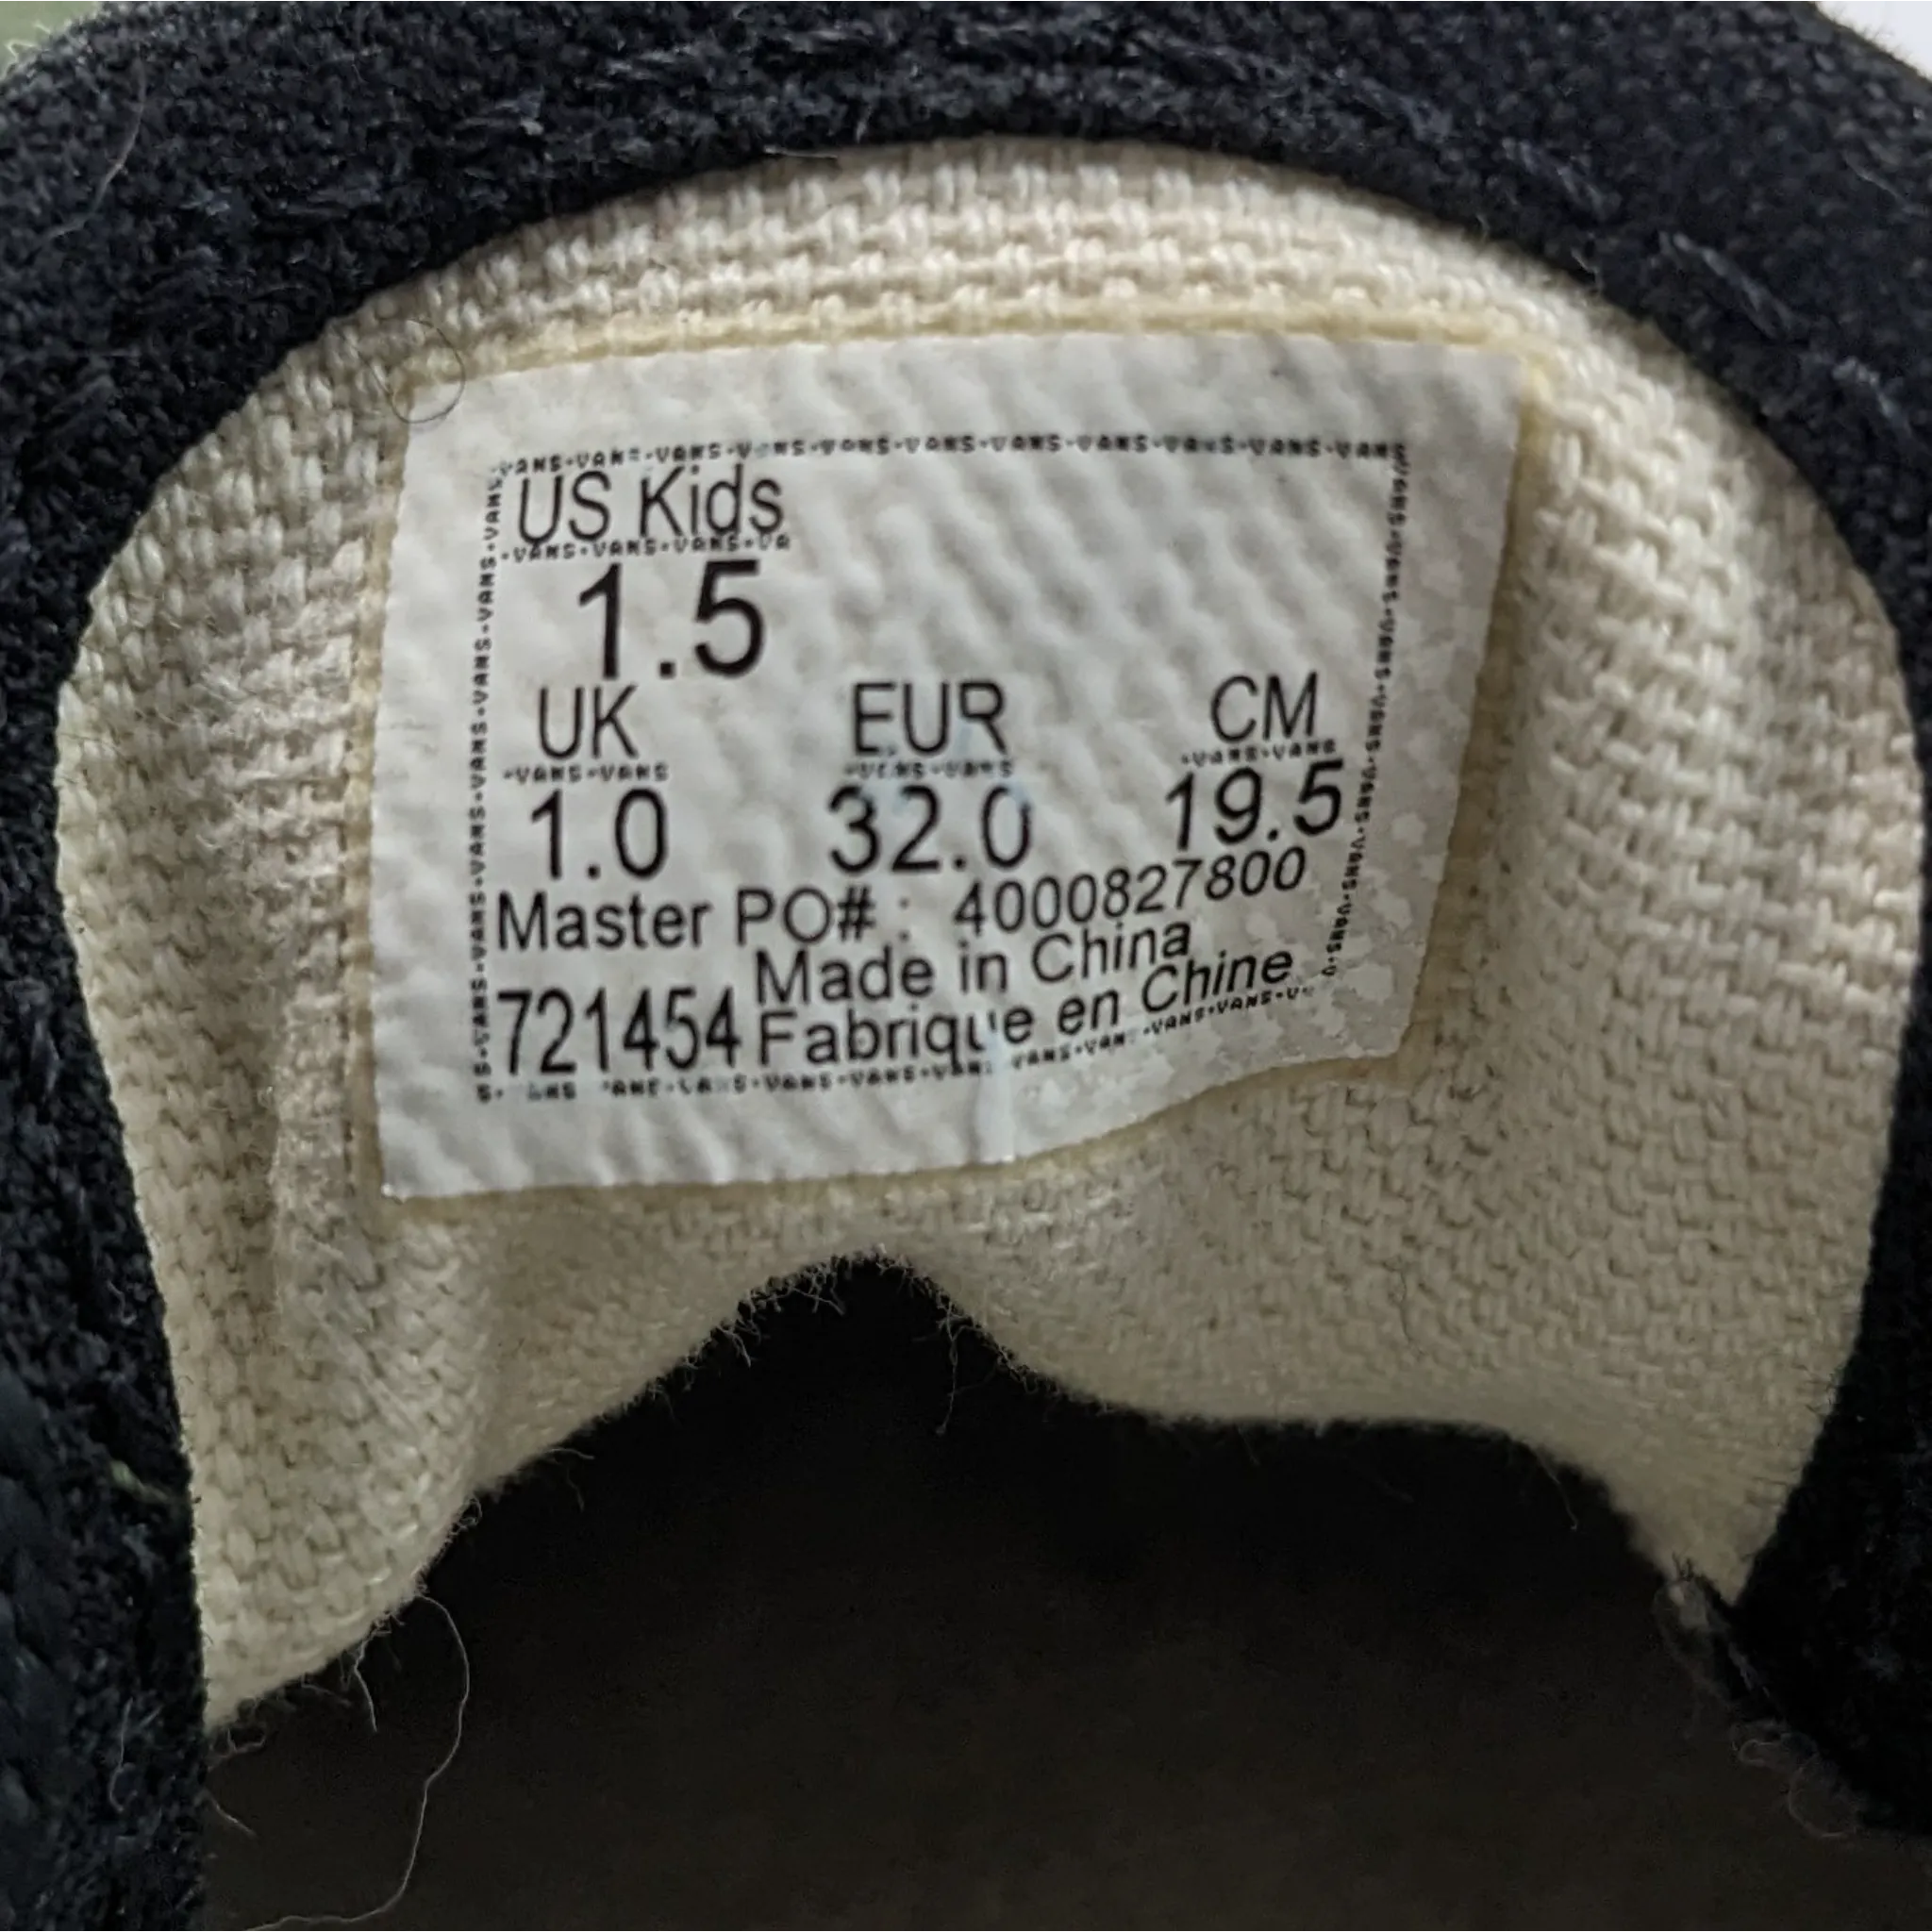 US Kids
1.5
UK EUR CM
1.0 32.0 19.5
Master PO# : 4000827800
Made in China
721454 Fabrique en Chine